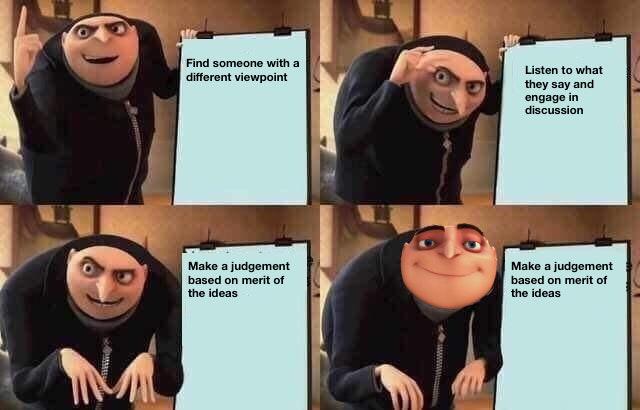 Find someone with a
different viewpoint
Listen to what
they say and
engage in
discussion
Make a judgement
based on merit of
the ideas
Make a judgement
based on merit of
the ideas